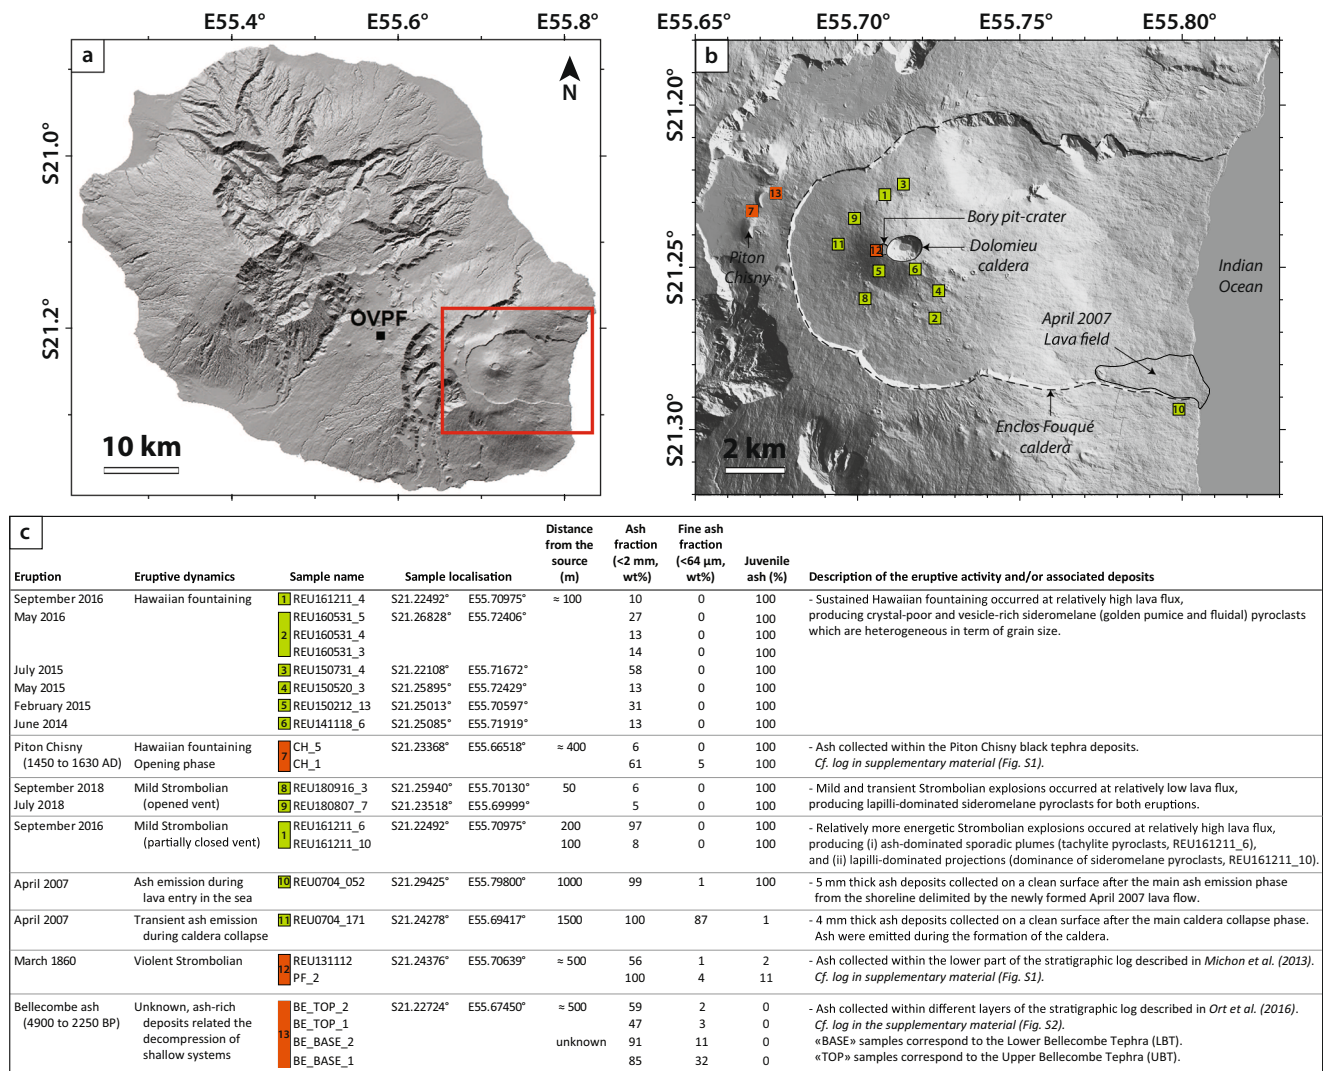 E55.4° E55.6° E55.8°
a
N
S21.0°
S21.2°
OVPF
10 km
E55.65° E55.70° E55.75° E55.80°
b
S21.20°
S21.25°
S21.30°
13
7
3
1
9
11
12
5
6
8
4
2
10
Bory pit-crater
Dolomieu
caldera
Piton
Chisny
Indian
Ocean
April 2007
Lava field
Enclos Fouqué
caldera
2 km
c
Eruption Eruptive dynamics Sample name Sample localisation Distance from the source (m) Ash fraction (<2 mm, wt%) Fine ash fraction (<64 µm, wt%) Juvenile ash (%) Description of the eruptive activity and/or associated deposits
September 2016 Hawaiian fountaining 1 REU161211_4 S21.22492° E55.70975° ≈ 100 10 0 100 - Sustained Hawaiian fountaining occurred at relatively high lava flux,
May 2016 2 REU160531_5 S21.26828° E55.72406° 27 0 100 producing crystal-poor and vesicle-rich sideromelane (golden pumice and fluidal) pyroclasts
REU160531_4 13 0 100 which are heterogeneous in term of grain size.
REU160531_3 14 0 100
July 2015 3 REU150731_4 S21.22108° E55.71672° 58 0 100
May 2015 4 REU150520_3 S21.25895° E55.72429° 13 0 100
February 2015 5 REU150212_13 S21.25013° E55.70597° 31 0 100
June 2014 6 REU141118_6 S21.25085° E55.71919° 13 0 100
Piton Chisny Hawaiian fountaining 7 CH_5 S21.23368° E55.66518° ≈ 400 6 0 100 - Ash collected within the Piton Chisny black tephra deposits.
(1450 to 1630 AD) Opening phase CH_1 61 5 100 Cf. log in supplementary material (Fig. S1).
September 2018 Mild Strombolian 8 REU180916_3 S21.25940° E55.70130° 50 6 0 100 - Mild and transient Strombolian explosions occurred at relatively low lava flux,
July 2018 (opened vent) 9 REU180807_7 S21.23518° E55.69999° 5 0 100 producing lapilli-dominated sideromelane pyroclasts for both eruptions.
September 2016 Mild Strombolian 1 REU161211_6 S21.22492° E55.70975° 200 97 0 100 - Relatively more energetic Strombolian explosions occured at relatively high lava flux,
(partially closed vent) REU161211_10 100 8 0 100 producing (i) ash-dominated sporadic plumes (tachylite pyroclasts, REU161211_6),
and (ii) lapilli-dominated projections (dominance of sideromelane pyroclasts, REU161211_10).
April 2007 Ash emission during 10 REU0704_052 S21.29425° E55.79800° 1000 99 1 100 - 5 mm thick ash deposits collected on a clean surface after the main ash emission phase
lava entry in the sea from the shoreline delimited by the newly formed April 2007 lava flow.
April 2007 Transient ash emission 11 REU0704_171 S21.24278° E55.69417° 1500 100 87 1 - 4 mm thick ash deposits collected on a clean surface after the main caldera collapse phase.
during caldera collapse Ash were emitted during the formation of the caldera.
March 1860 Violent Strombolian 12 REU131112 S21.24376° E55.70639° ≈ 500 56 1 2 - Ash collected within the lower part of the stratigraphic log described in Michon et al. (2013).
PF_2 100 4 11 Cf. log in supplementary material (Fig. S1).
Bellecombe ash Unknown, ash-rich 13 BE_TOP_2 S21.22724° E55.67450° ≈ 500 59 2 0 - Ash collected within different layers of the stratigraphic log described in Ort et al. (2016).
(4900 to 2250 BP) deposits related the BE_TOP_1 47 3 0 Cf. log in the supplementary material (Fig. S2).
decompression of BE_BASE_2 unknown 91 11 0 «BASE» samples correspond to the Lower Bellecombe Tephra (LBT).
shallow systems BE_BASE_1 85 32 0 «TOP» samples correspond to the Upper Bellecombe Tephra (UBT).